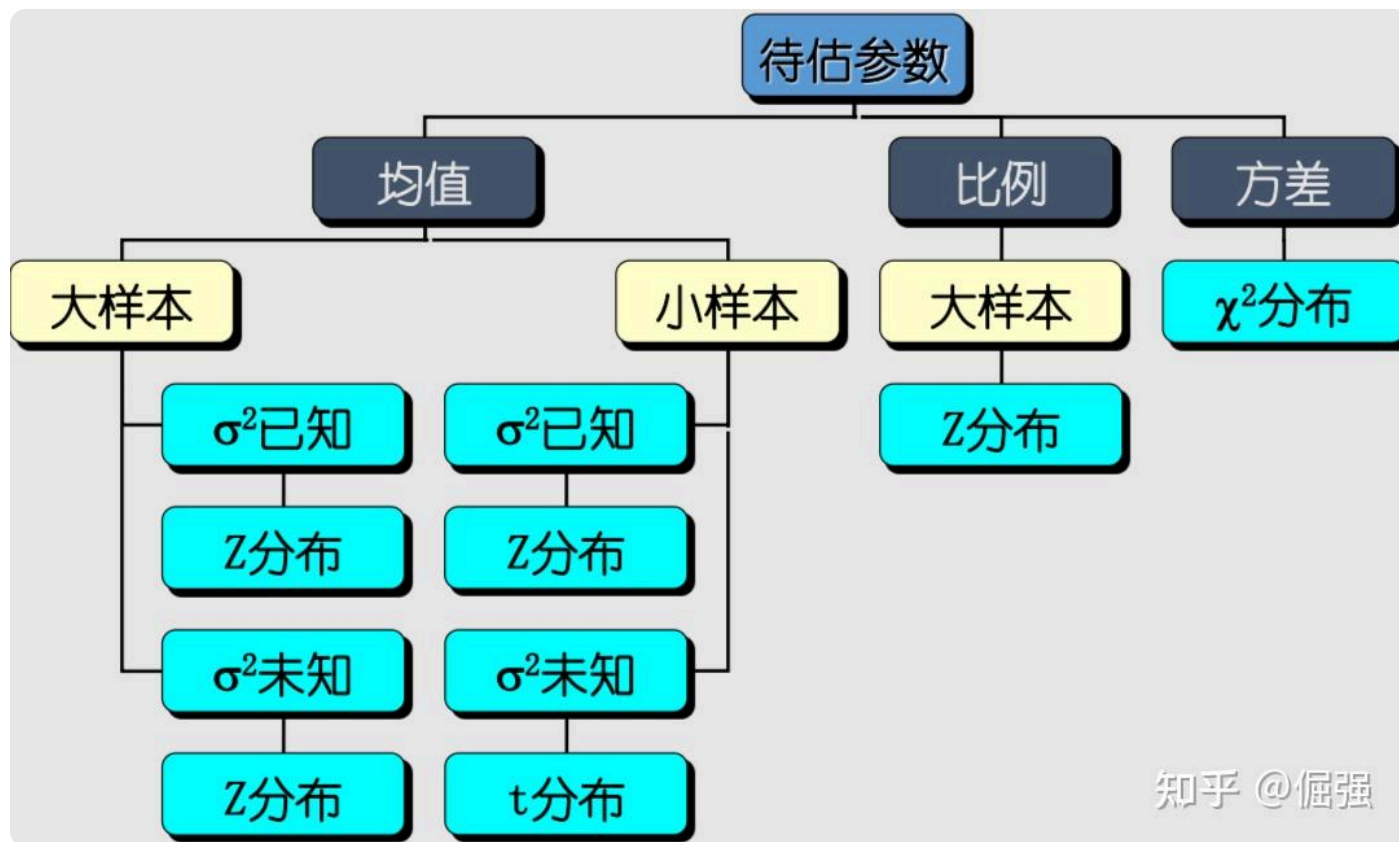 待估参数
均值
比例
方差
大样本
小样本
大样本
χ²分布
σ²已知
σ²已知
Z分布
Z分布
Z分布
σ²未知
σ²未知
Z分布
t分布
知乎 @倔强